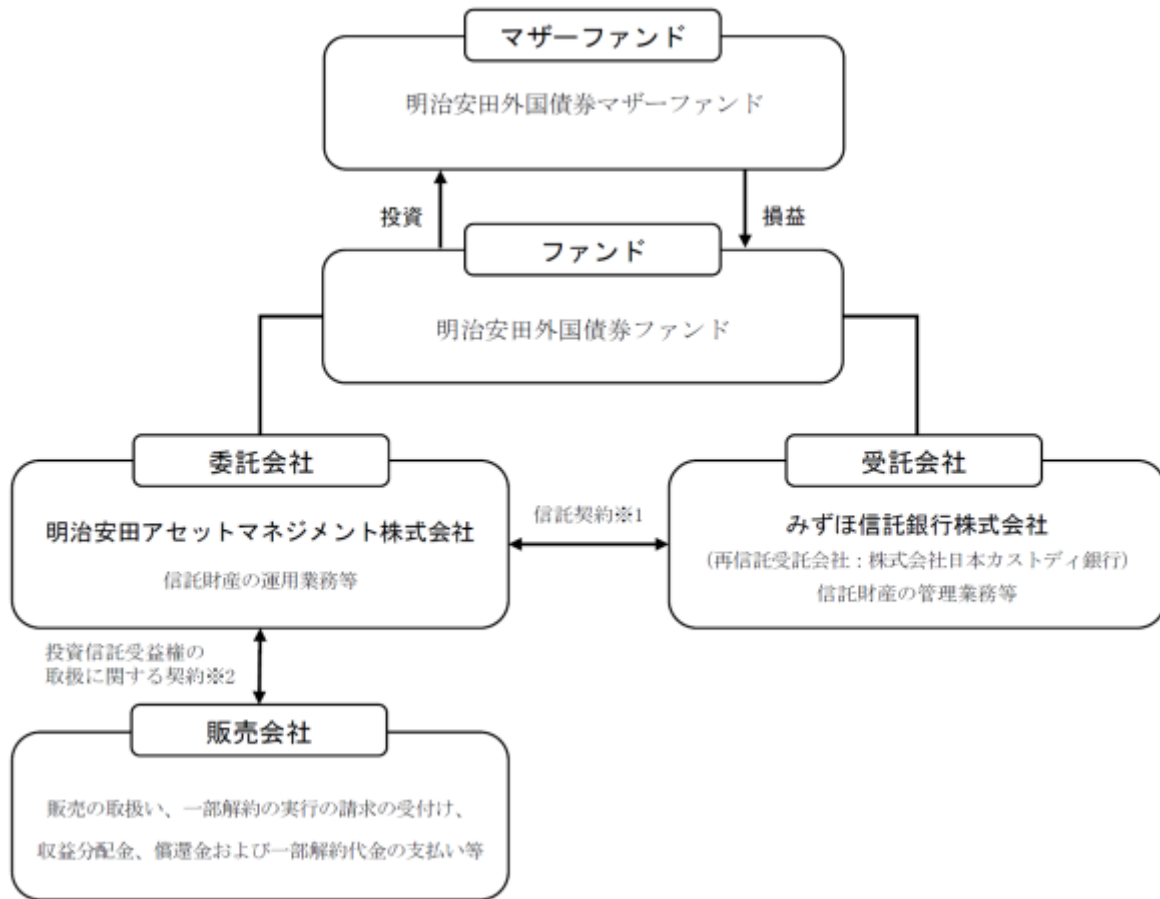 マザーファンド
明治安田外国債券マザーファンド
投資
損益
ファンド
明治安田外国債券ファンド
委託会社
明治安田アセットマネジメント株式会社
信託財産の運用業務等
信託契約※1
受託会社
みずほ信託銀行株式会社
(再信託受託会社：株式会社日本カストディ銀行)
信託財産の管理業務等
投資信託受益権の
取扱に関する契約※2
販売会社
販売の取扱い、一部解約の実行の請求の受付け、
収益分配金、償還金および一部解約代金の支払い等